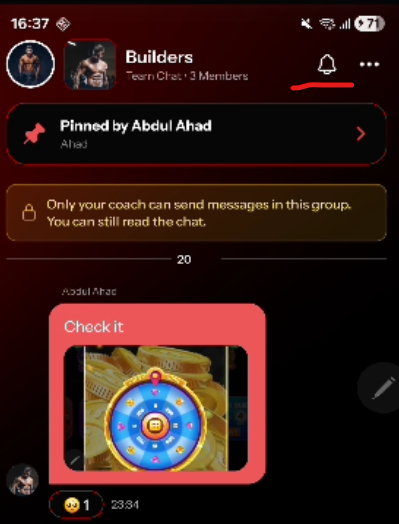 16:37
71
Builders
Team Chat • 3 Members
Pinned by Abdul Ahad
Ahad
Only your coach can send messages in this group.
You can still read the chat.
20
Abdul Ahad
Check it
1
23:34